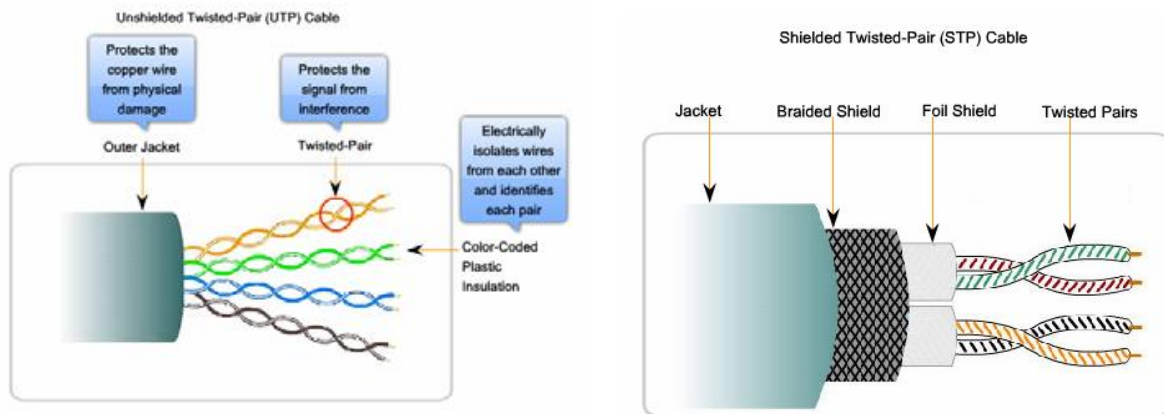 Unshielded Twisted-Pair (UTP) Cable
Protects the
copper wire
from physical
damage
Outer Jacket
Protects the
signal from
interference
Twisted-Pair
Electrically
isolates wires
from each other
and identifies
each pair
Color-Coded
Plastic
Insulation
Shielded Twisted-Pair (STP) Cable
Jacket
Braided Shield
Foil Shield
Twisted Pairs